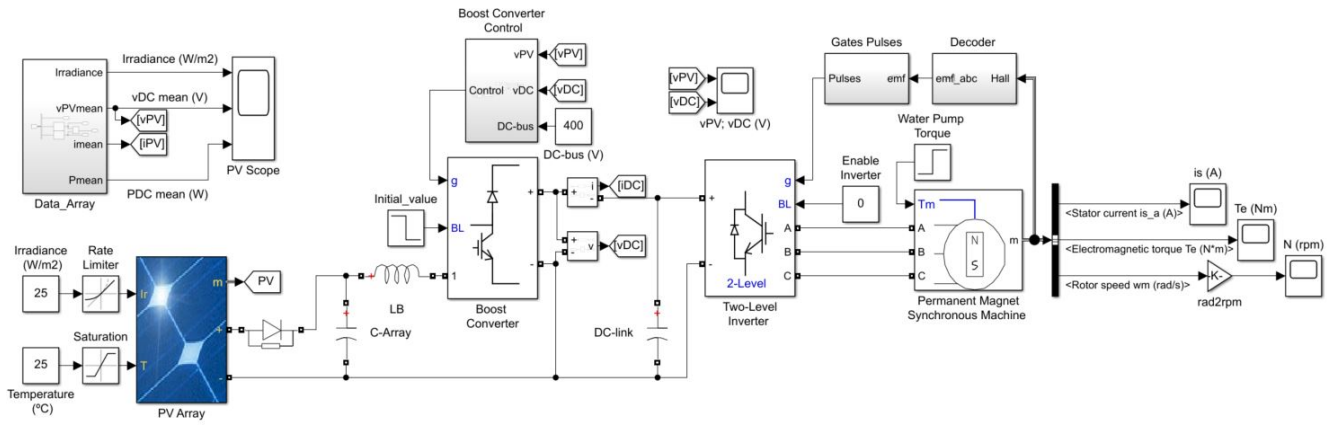 Irradiance (W/m2)
Irradiance
vDC mean (V)
vPVmean
[vPV]
imean
[iPV]
Pmean
PDC mean (W)
PV Scope
Data_Array
Boost Converter
Control
vPV
[vPV]
Control
vDC
[vDC]
DC-bus
400
DC-bus (V)
[vPV]
[vDC]
vPV; vDC (V)
Gates Pulses
Decoder
Pulses
emf
emf_abc
Hall
Water Pump
Torque
Enable
Inverter
0
Initial_value
g
BL
1
+
-
Boost
Converter
i
+
-
[iDC]
+
-
v
[vDC]
g
BL
+
-
A
B
C
2-Level
Two-Level
Inverter
Tm
A
B
C
N
S
m
Permanent Magnet
Synchronous Machine
is (A)
<Stator current is_a (A)>
Te (Nm)
<Electromagnetic torque Te (N*m)>
N (rpm)
<Rotor speed wm (rad/s)>
K-
rad2rpm
Irradiance
(W/m2)
25
Rate
Limiter
Ir
m
PV
+
LB
+
C-Array
+
DC-link
Saturation
25
T
+
-
Temperature
(ºC)
PV Array